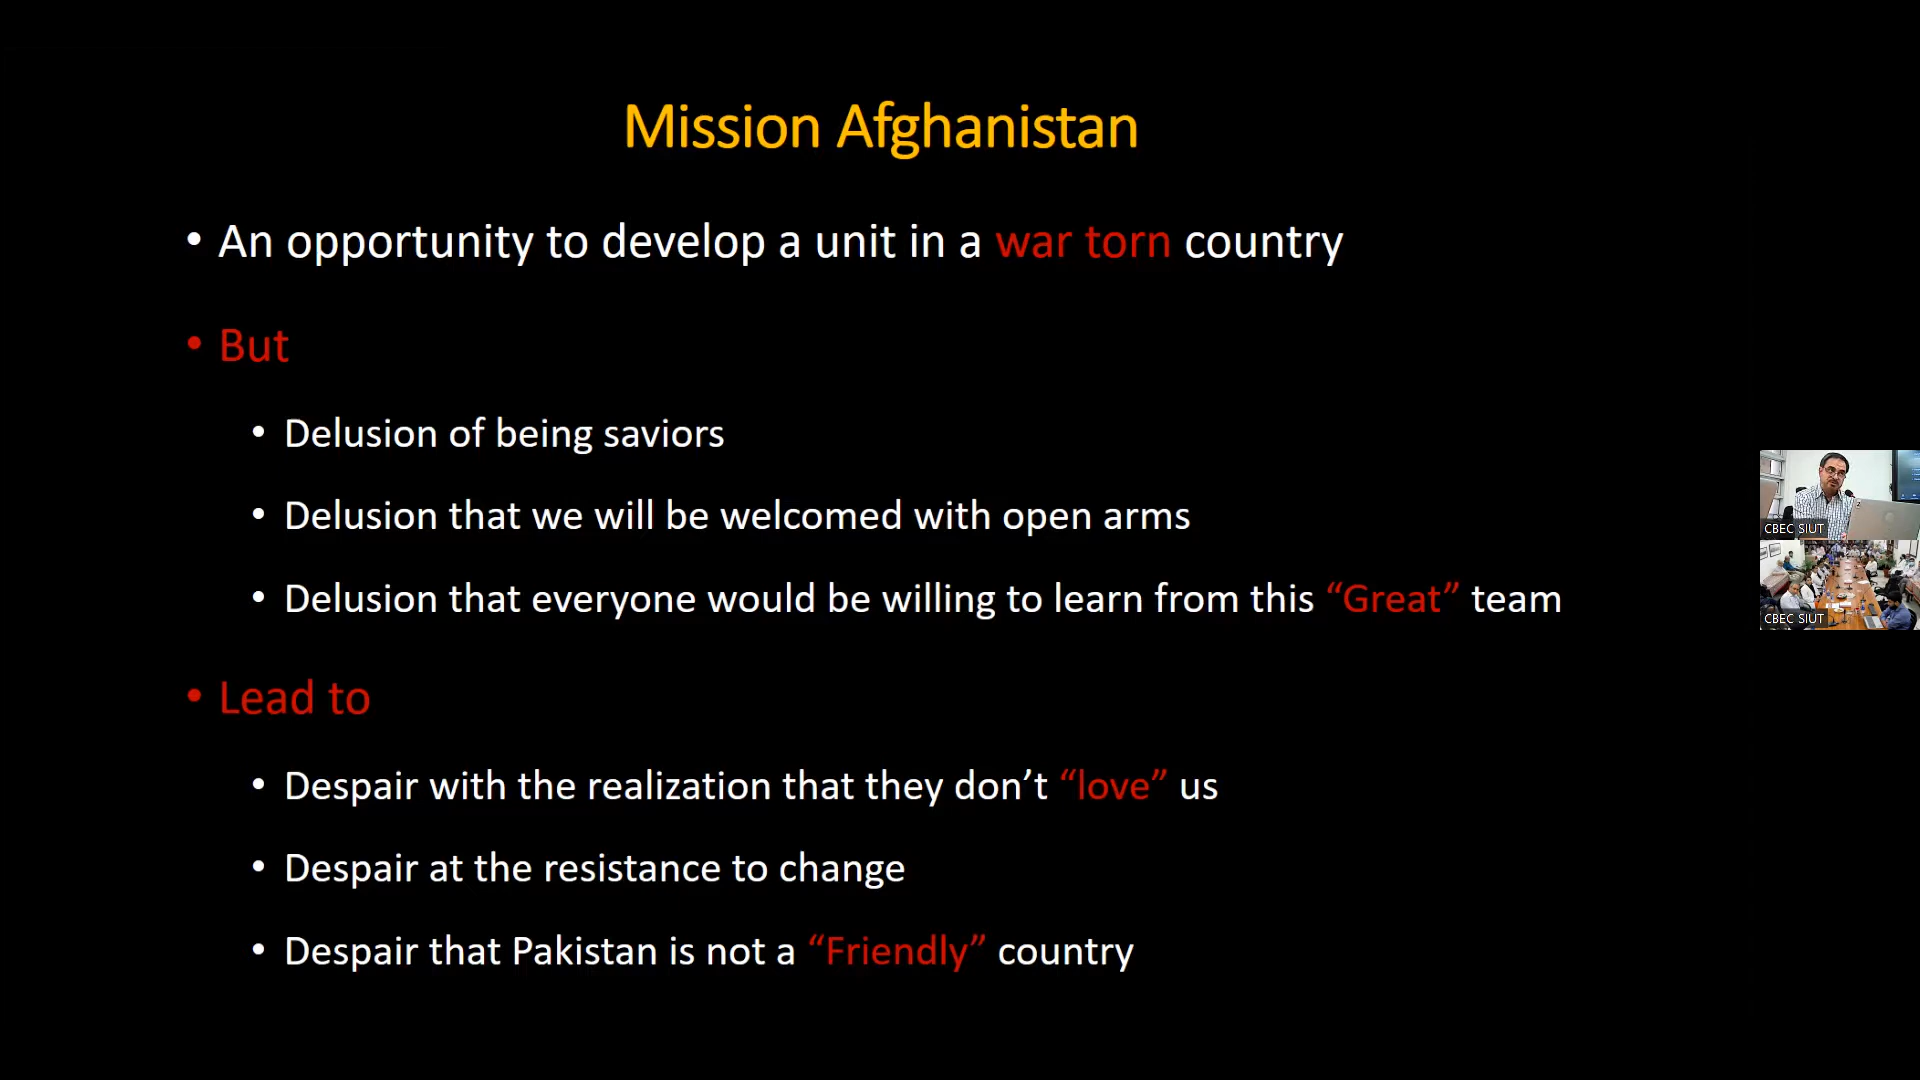 Mission Afghanistan
• An opportunity to develop a unit in a war torn country
• But
• Delusion of being saviors
• Delusion that we will be welcomed with open arms
• Delusion that everyone would be willing to learn from this “Great” team
• Lead to
• Despair with the realization that they don’t “love” us
• Despair at the resistance to change
• Despair that Pakistan is not a “Friendly” country
CBEC SIUT
CBEC SIUT